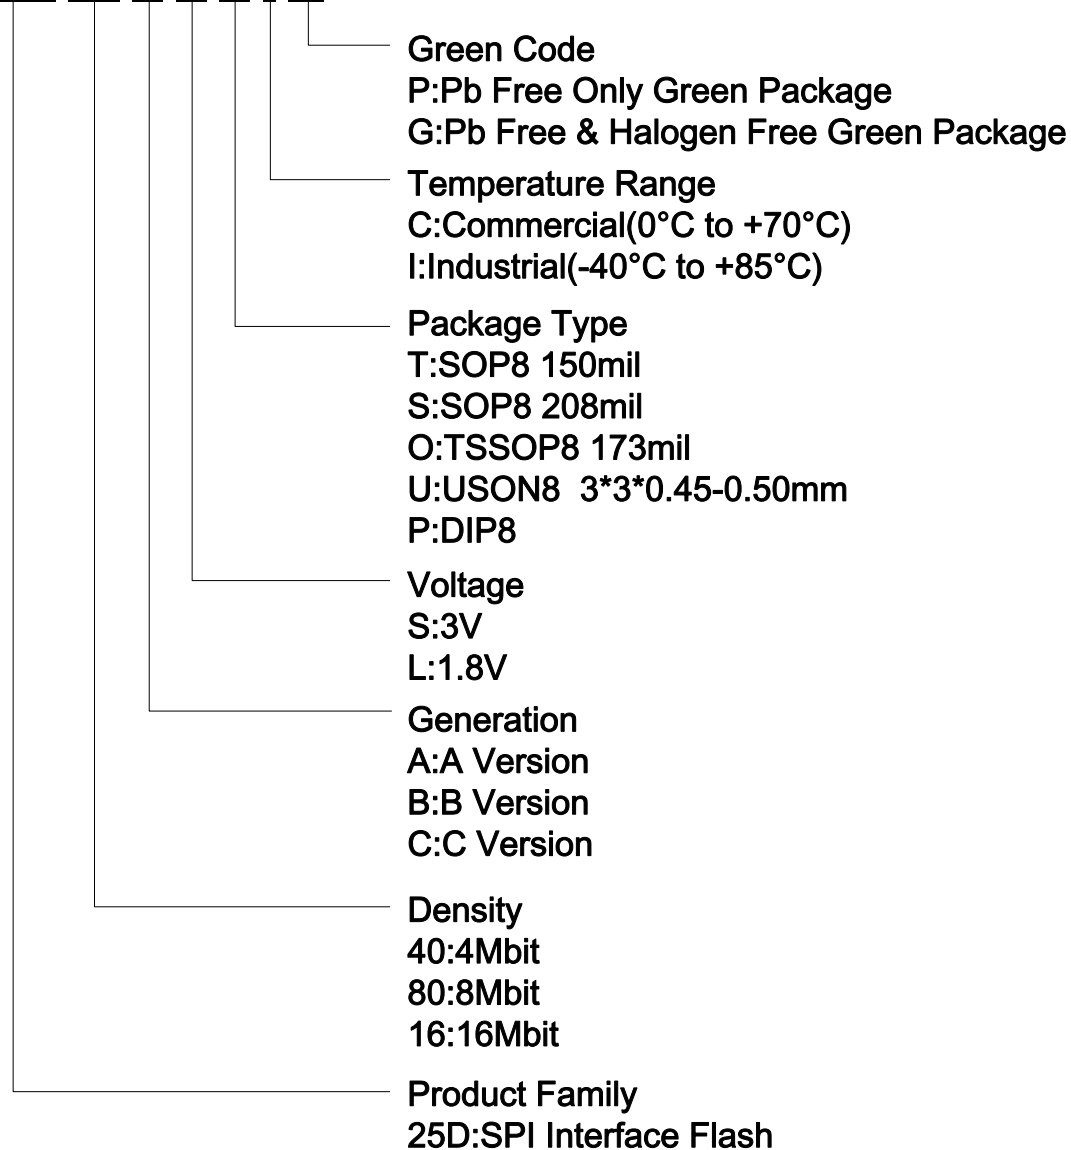 Green Code
P:Pb Free Only Green Package
G:Pb Free & Halogen Free Green Package
Temperature Range
C:Commercial(0°C to +70°C)
I:Industrial(-40°C to +85°C)
Package Type
T:SOP8 150mil
S:SOP8 208mil
O:TSSOP8 173mil
U:USON8  3*3*0.45-0.50mm
P:DIP8
Voltage
S:3V
L:1.8V
Generation
A:A Version
B:B Version
C:C Version
Density
40:4Mbit
80:8Mbit
16:16Mbit
Product Family
25D:SPI Interface Flash